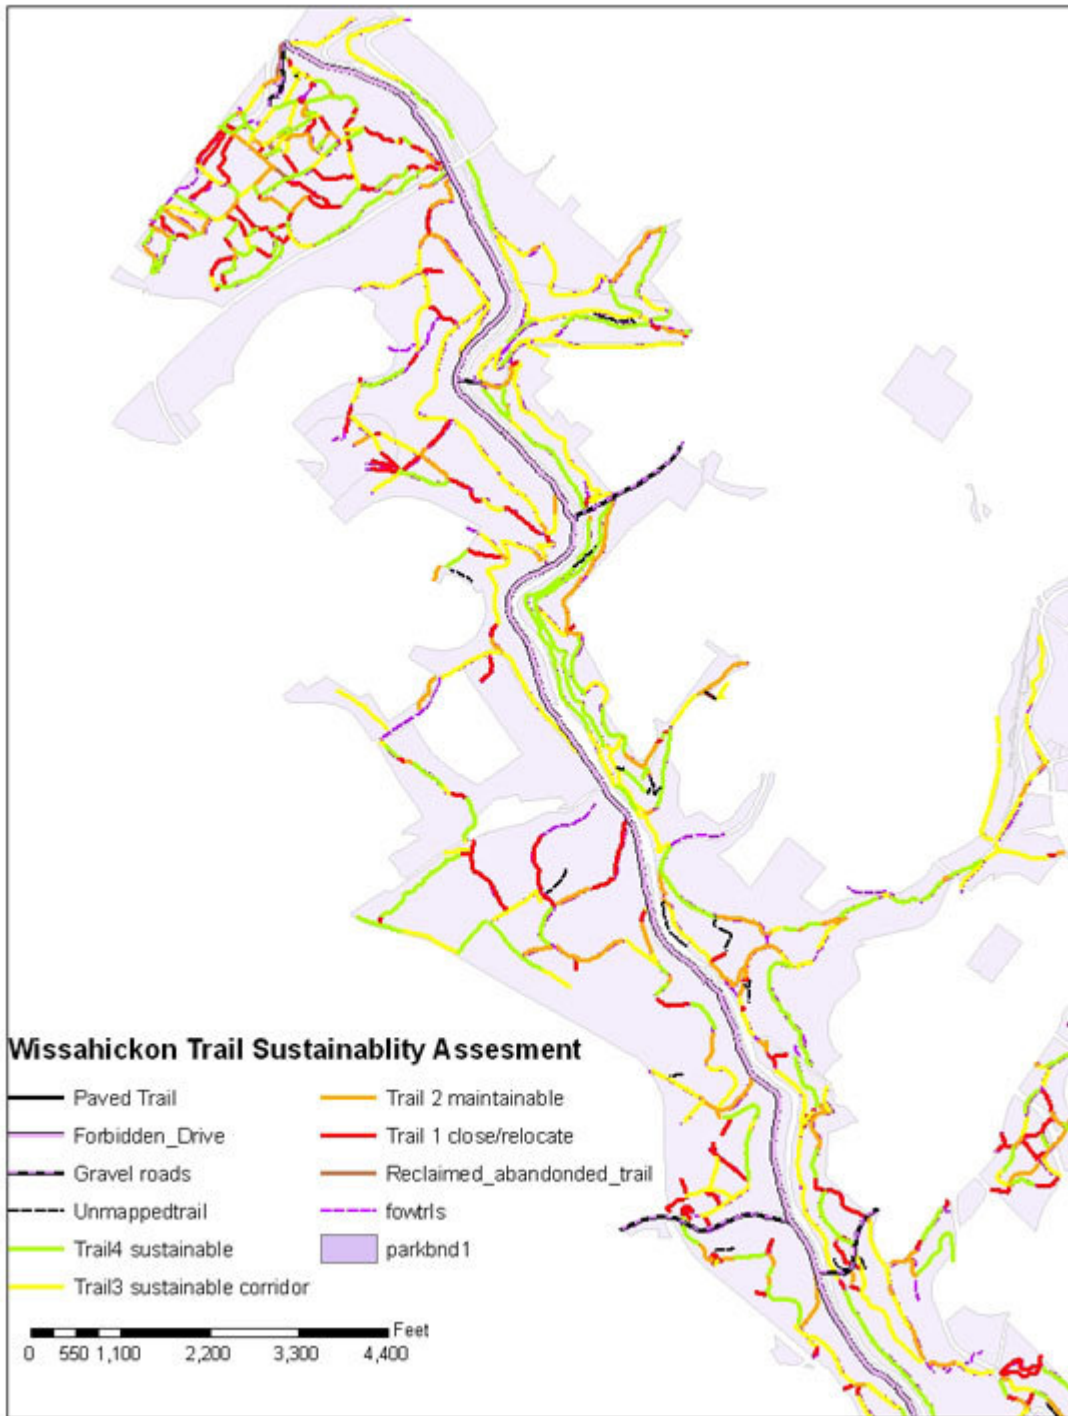 Wissahickon Trail Sustainablity Assesment
Paved Trail
Forbidden_Drive
Gravel roads
Unmappedtrail
Trail4 sustainable
Trail3 sustainable corridor
Trail 2 maintainable
Trail 1 close/relocate
Reclaimed_abandonded_trail
fowtrls
parkbnd1
Feet
0 550 1,100 2,200 3,300 4,400